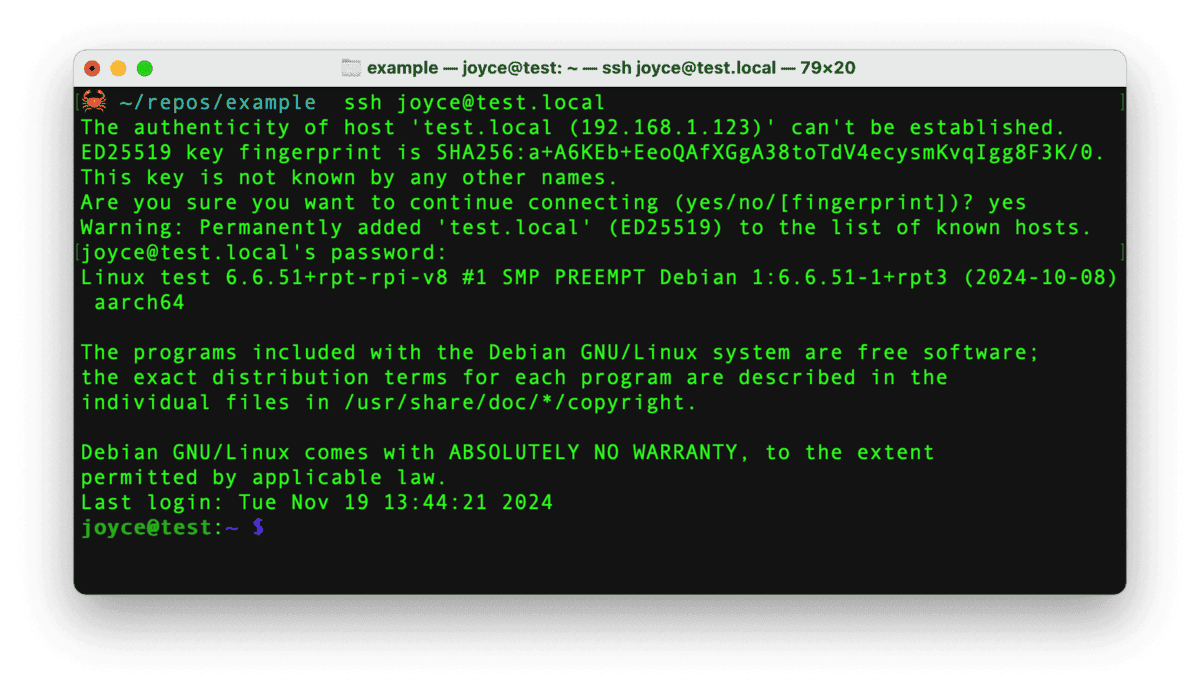 example — joyce@test: ~ — ssh joyce@test.local — 79×20
~/repos/example ssh joyce@test.local
The authenticity of host 'test.local (192.168.1.123)' can't be established.
ED25519 key fingerprint is SHA256:a+A6KEb+EeoQAfXGgA38toTdV4ecysmKvqIgg8F3K/0.
This key is not known by any other names.
Are you sure you want to continue connecting (yes/no/[fingerprint])? yes
Warning: Permanently added 'test.local' (ED25519) to the list of known hosts.
joyce@test.local's password:
Linux test 6.6.51+rpt-rpi-v8 #1 SMP PREEMPT Debian 1:6.6.51-1+rpt3 (2024-10-08)
aarch64
The programs included with the Debian GNU/Linux system are free software;
the exact distribution terms for each program are described in the
individual files in /usr/share/doc/*/copyright.
Debian GNU/Linux comes with ABSOLUTELY NO WARRANTY, to the extent
permitted by applicable law.
Last login: Tue Nov 19 13:44:21 2024
joyce@test:~ $